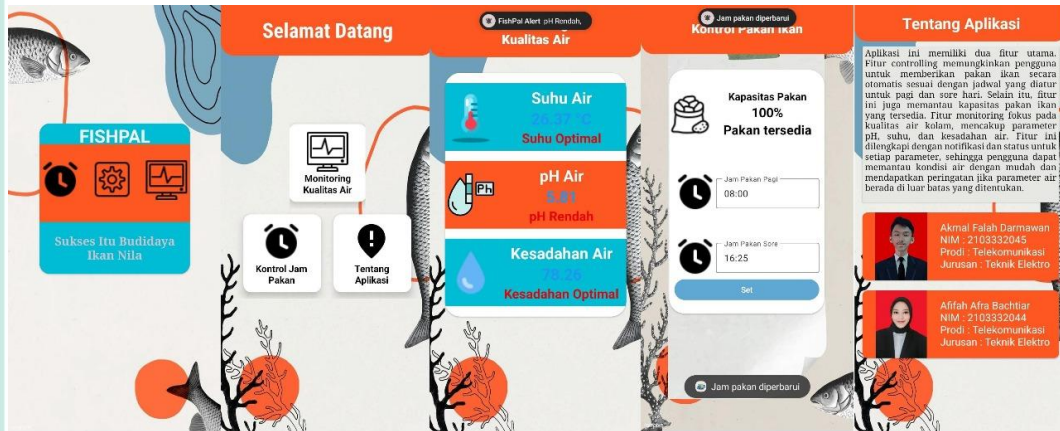 FISHPAL
Sukses Itu Budidaya
Ikan Nila
Selamat Datang
Monitoring
Kualitas Air
Kontrol Jam
Pakan
Tentang
Aplikasi
FishPal Alert pH Rendah,
Kualitas Air
Suhu Air
26.37 °C
Suhu Optimal
pH Air
Ph
5.81
pH Rendah
Kesadahan Air
78.26
Kesadahan Optimal
Jam pakan diperbarui
Kontrol Pakan Ikan
Kapasitas Pakan
100%
Pakan tersedia
Jam Pakan Pagi
08:00
Jam Pakan Sore
16:25
Set
Jam pakan diperbarui
Tentang Aplikasi
Aplikasi ini memiliki dua fitur utama.
Fitur controlling memungkinkan pengguna
untuk memberikan pakan ikan secara
otomatis sesuai dengan jadwal yang diatur
untuk pagi dan sore hari. Selain itu, fitur
ini juga memantau kapasitas pakan ikan
yang tersedia. Fitur monitoring fokus pada
kualitas air kolam, mencakup parameter
pH, suhu, dan kesadahan air. Fitur ini
dilengkapi dengan notifikasi dan status untuk
setiap parameter, sehingga pengguna dapat
memantau kondisi air dengan mudah dan
mendapatkan peringatan jika parameter air
berada di luar batas yang ditentukan.
Akmal Falah Darmawan
NIM : 2103332045
Prodi : Telekomunikasi
Jurusan : Teknik Elektro
Afifah Afra Bachtiar
NIM : 2103332044
Prodi : Telekomunikasi
Jurusan : Teknik Elektro